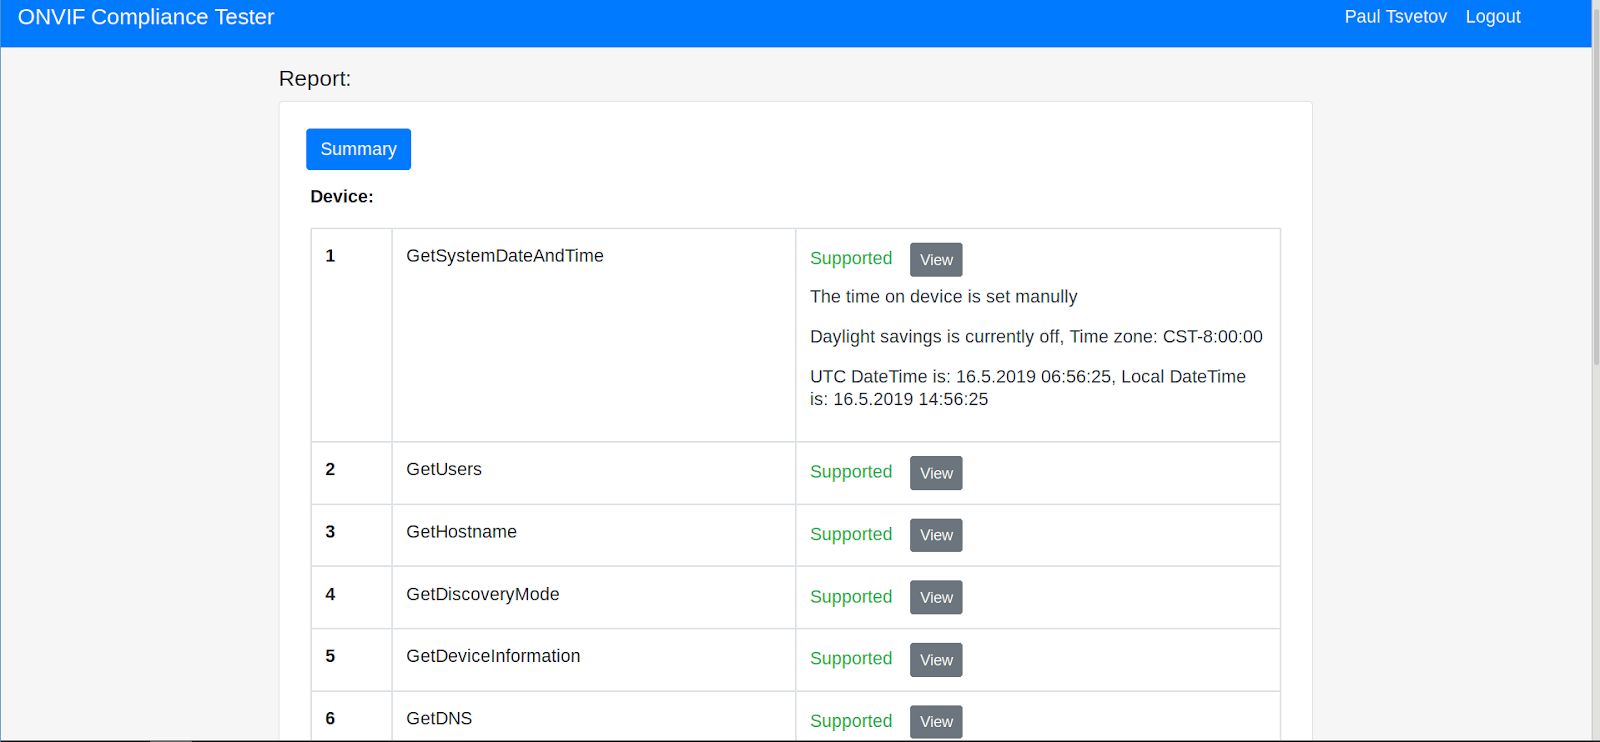 ONVIF Compliance Tester
Paul Tsvetov Logout
Report:
Summary
Device:
1 GetSystemDateAndTime Supported View
The time on device is set manully
Daylight savings is currently off, Time zone: CST-8:00:00
UTC DateTime is: 16.5.2019 06:56:25, Local DateTime
is: 16.5.2019 14:56:25
2 GetUsers Supported View
3 GetHostname Supported View
4 GetDiscoveryMode Supported View
5 GetDeviceInformation Supported View
6 GetDNS Supported View